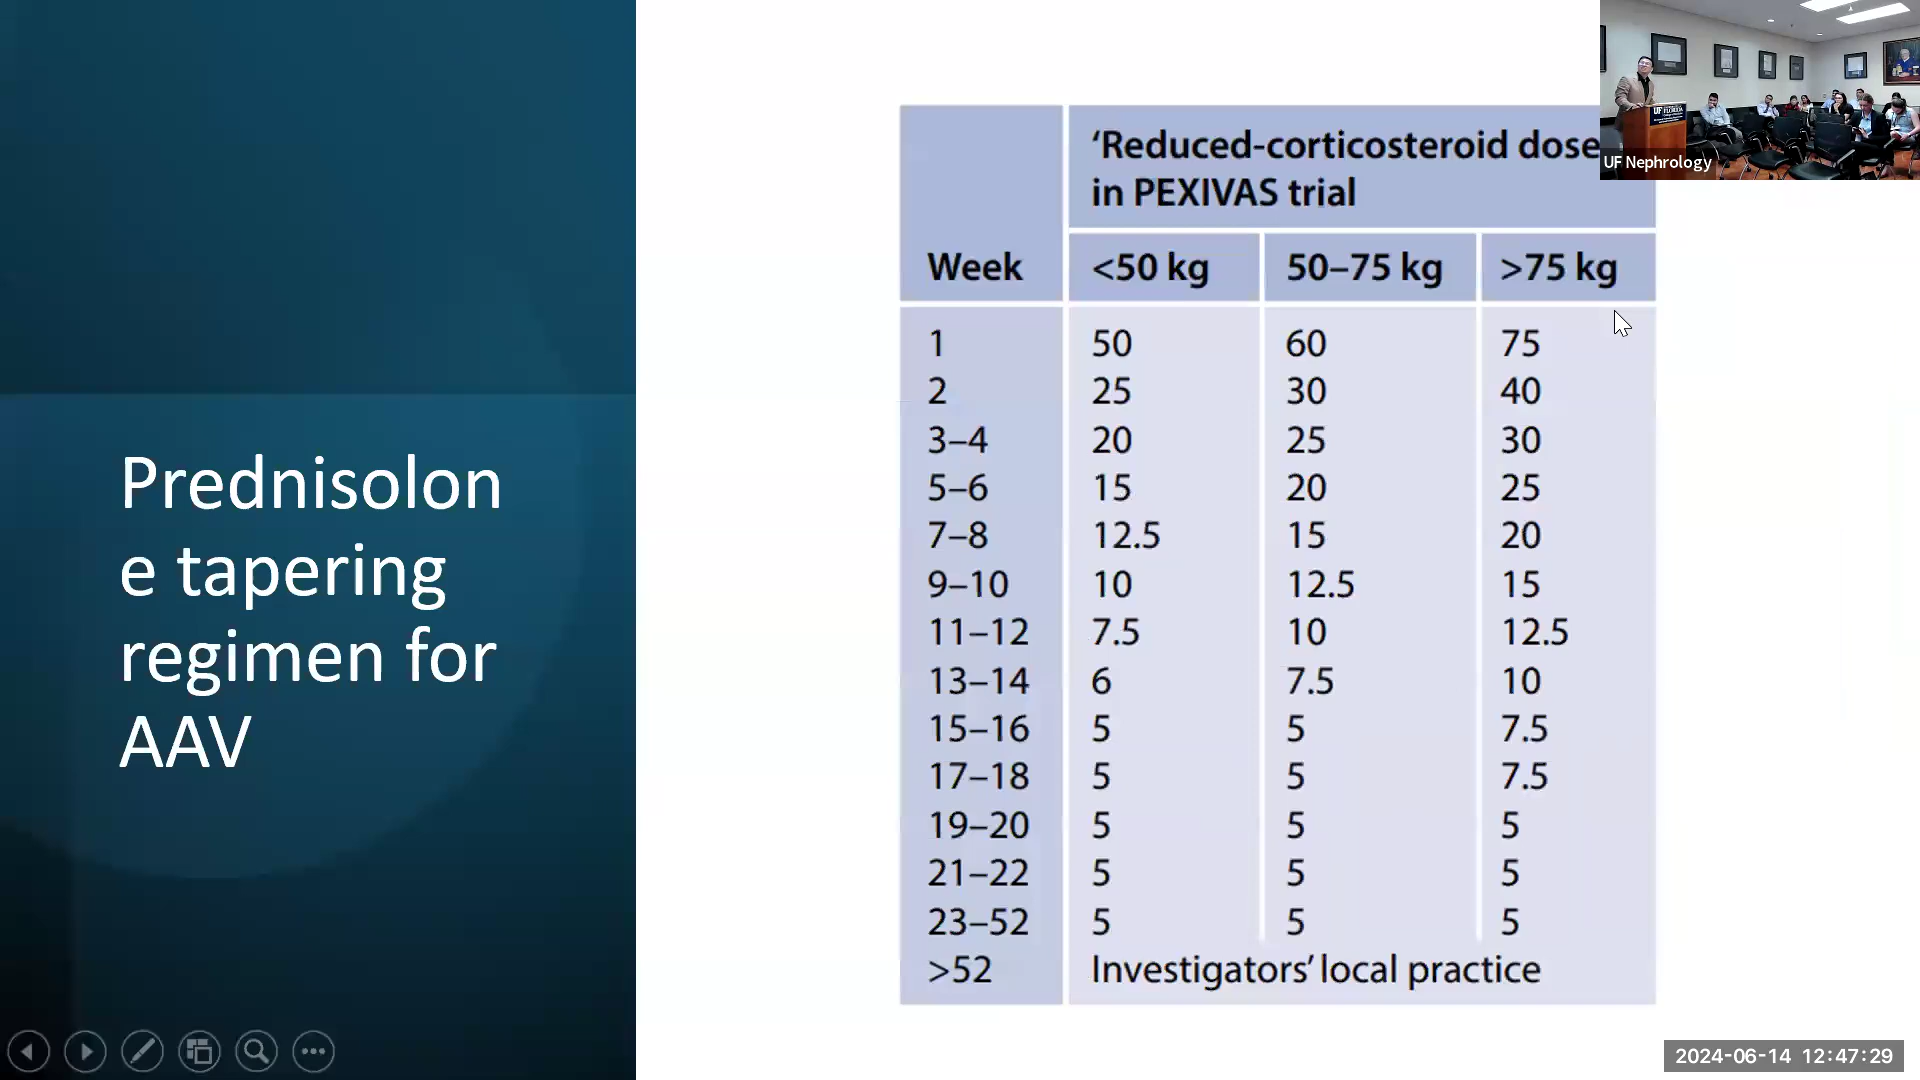 Prednisolon
e tapering
regimen for
AAV
‘Reduced-corticosteroid dose
in PEXIVAS trial
Week <50 kg 50–75 kg >75 kg
1 50 60 75
2 25 30 40
3–4 20 25 30
5–6 15 20 25
7–8 12.5 15 20
9–10 10 12.5 15
11–12 7.5 10 12.5
13–14 6 7.5 10
15–16 5 5 7.5
17–18 5 5 7.5
19–20 5 5 5
21–22 5 5 5
23–52 5 5 5
>52 Investigators’ local practice
UF FLORIDA
UF Nephrology
2024-06-14 12:47:29